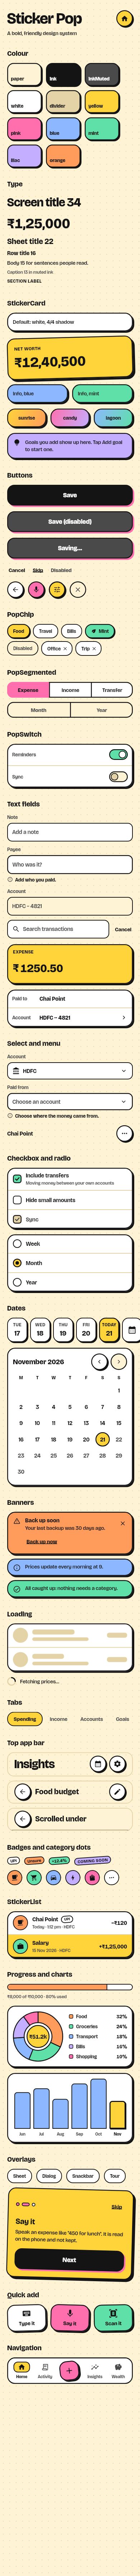 Sticker Pop
A bold, friendly design system
Colour
paper
Ink
InkMuted
white
divider
yellow
pink
blue
mint
lilac
orange
Type
Screen title 34
₹1,25,000
Sheet title 22
Row title 16
Body 15 for sentences people read.
Caption 13 in muted ink
SECTION LABEL
StickerCard
Default: white, 4/4 shadow
NET WORTH
₹12,40,500
Info, blue
Info, mint
sunrise
candy
lagoon
Goals you add show up here. Tap Add goal
to start one.
Buttons
Save
Save (disabled)
Saving…
Cancel
Skip
Disabled
PopChip
Food
Travel
Bills
Mint
Disabled
Office
Trip
PopSegmented
Expense
Income
Transfer
Month
Year
PopSwitch
Reminders
Sync
Text fields
Note
Add a note
Payee
Who was it?
Add who you paid.
Account
HDFC · 4821
Search transactions
Cancel
EXPENSE
₹1250.50
Paid to
Chai Point
Account
HDFC · 4821
Select and menu
Account
HDFC
Paid from
Choose an account
Choose where the money came from.
Chai Point
Checkbox and radio
Include transfers
Moving money between your own accounts
Hide small amounts
Sync
Week
Month
Year
Dates
TUE
17
WED
18
THU
19
FRI
20
TODAY
21
November 2026
M T W T F S S
1
2 3 4 5 6 7 8
9 10 11 12 13 14 15
16 17 18 19 20 21 22
23 24 25 26 27 28 29
30
Banners
Back up soon
Your last backup was 30 days ago.
Back up now
Prices update every morning at 9.
All caught up: nothing needs a category.
Loading
Fetching prices…
Tabs
Spending
Income
Accounts
Goals
Top app bar
Insights
Food budget
Scrolled under
Badges and category dots
UPI
+12.4%
COMING SOON
StickerList
Chai Point
UPI
Today · 1:12 pm · HDFC
−₹120
Salary
15 Nov 2026 · HDFC
+₹1,25,000
Progress and charts
₹8,000 of ₹10,000 · 80% used
₹51.2k
Food 32%
Groceries 24%
Transport 18%
Bills 16%
Shopping 10%
Jun
Jul
Aug
Sep
Oct
Nov
Overlays
Sheet
Dialog
Snackbar
Tour
Skip
Say it
Speak an expense like "450 for lunch". It is read
on the phone and not kept.
Next
Quick add
Type it
Say it
Scan it
Navigation
Home
Activity
Insights
Wealth